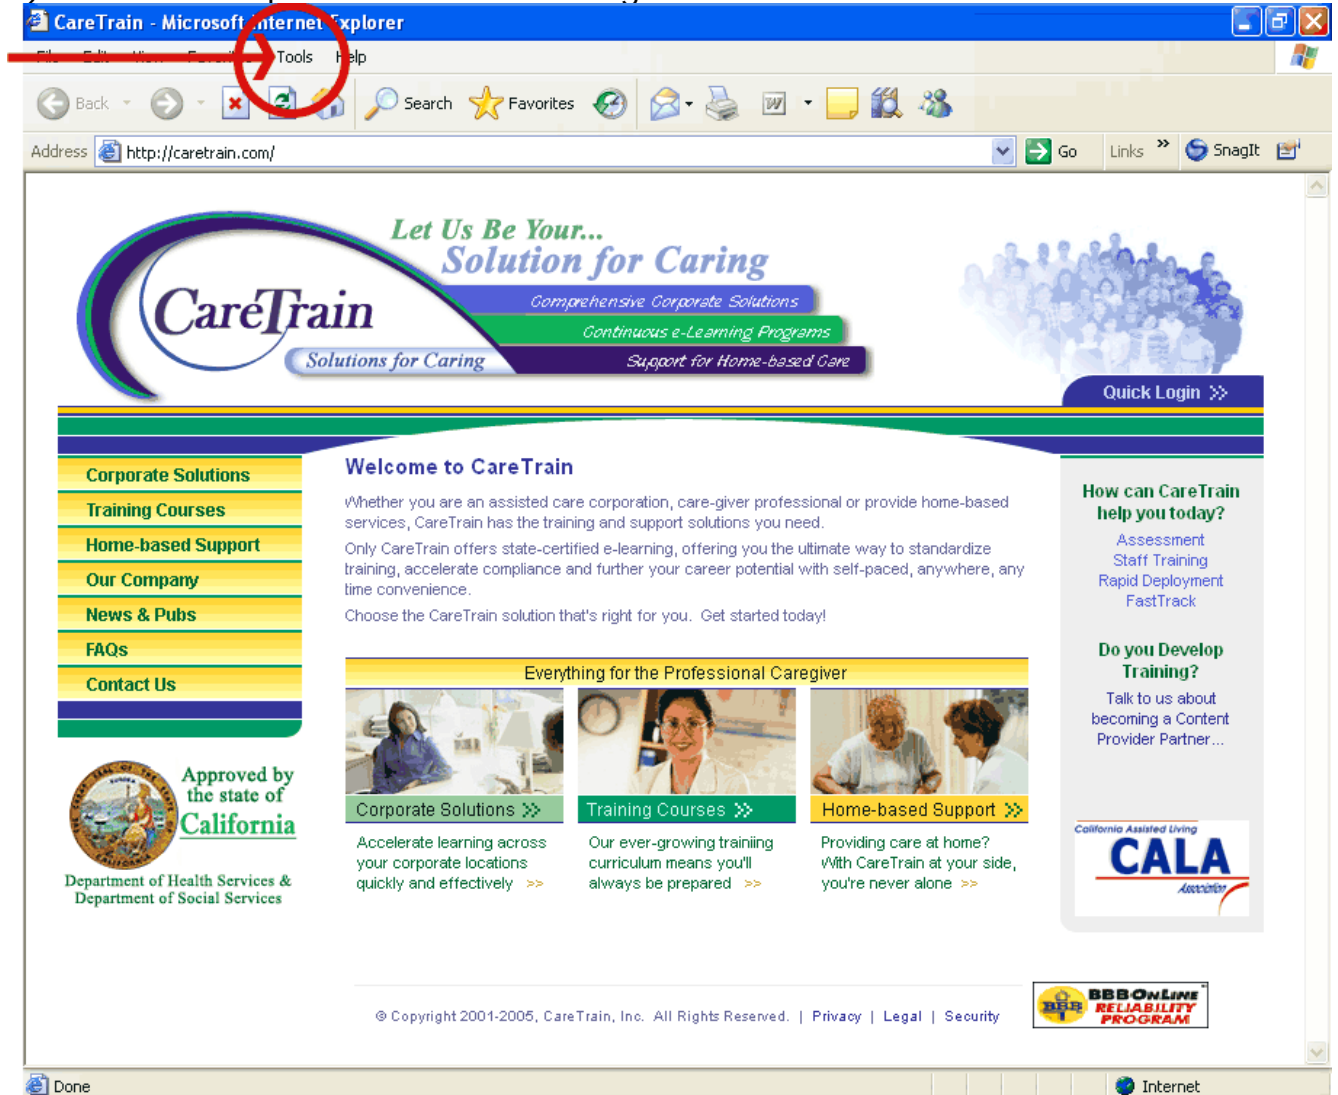 CareTrain - Microsoft Internet Explorer
File Edit View Favorites Tools Help
Back Search Favorites
Address http://caretrain.com/ Go Links » SnagIt
Let Us Be Your...
Solution for Caring
CareTrain
Comprehensive Corporate Solutions
Continuous e-Learning Programs
Solutions for Caring
Support for Home-based Care
Quick Login >>
Corporate Solutions
Training Courses
Home-based Support
Our Company
News & Pubs
FAQs
Contact Us
Approved by
the state of
California
Department of Health Services &
Department of Social Services
Welcome to CareTrain
Whether you are an assisted care corporation, care-giver professional or provide home-based
services, CareTrain has the training and support solutions you need.
Only CareTrain offers state-certified e-learning, offering you the ultimate way to standardize
training, accelerate compliance and further your career potential with self-paced, anywhere, any
time convenience.
Choose the CareTrain solution that's right for you. Get started today!
Everything for the Professional Caregiver
Corporate Solutions >>
Accelerate learning across
your corporate locations
quickly and effectively >>
Training Courses >>
Our ever-growing trainiing
curriculum means you'll
always be prepared >>
Home-based Support >>
Providing care at home?
With CareTrain at your side,
you're never alone >>
How can CareTrain
help you today?
Assessment
Staff Training
Rapid Deployment
FastTrack
Do you Develop
Training?
Talk to us about
becoming a Content
Provider Partner...
California Assisted Living
CALA
Association
© Copyright 2001-2005, CareTrain, Inc. All Rights Reserved. | Privacy | Legal | Security
BBB
BBBOnLine
RELIABILITY
PROGRAM
Done Internet